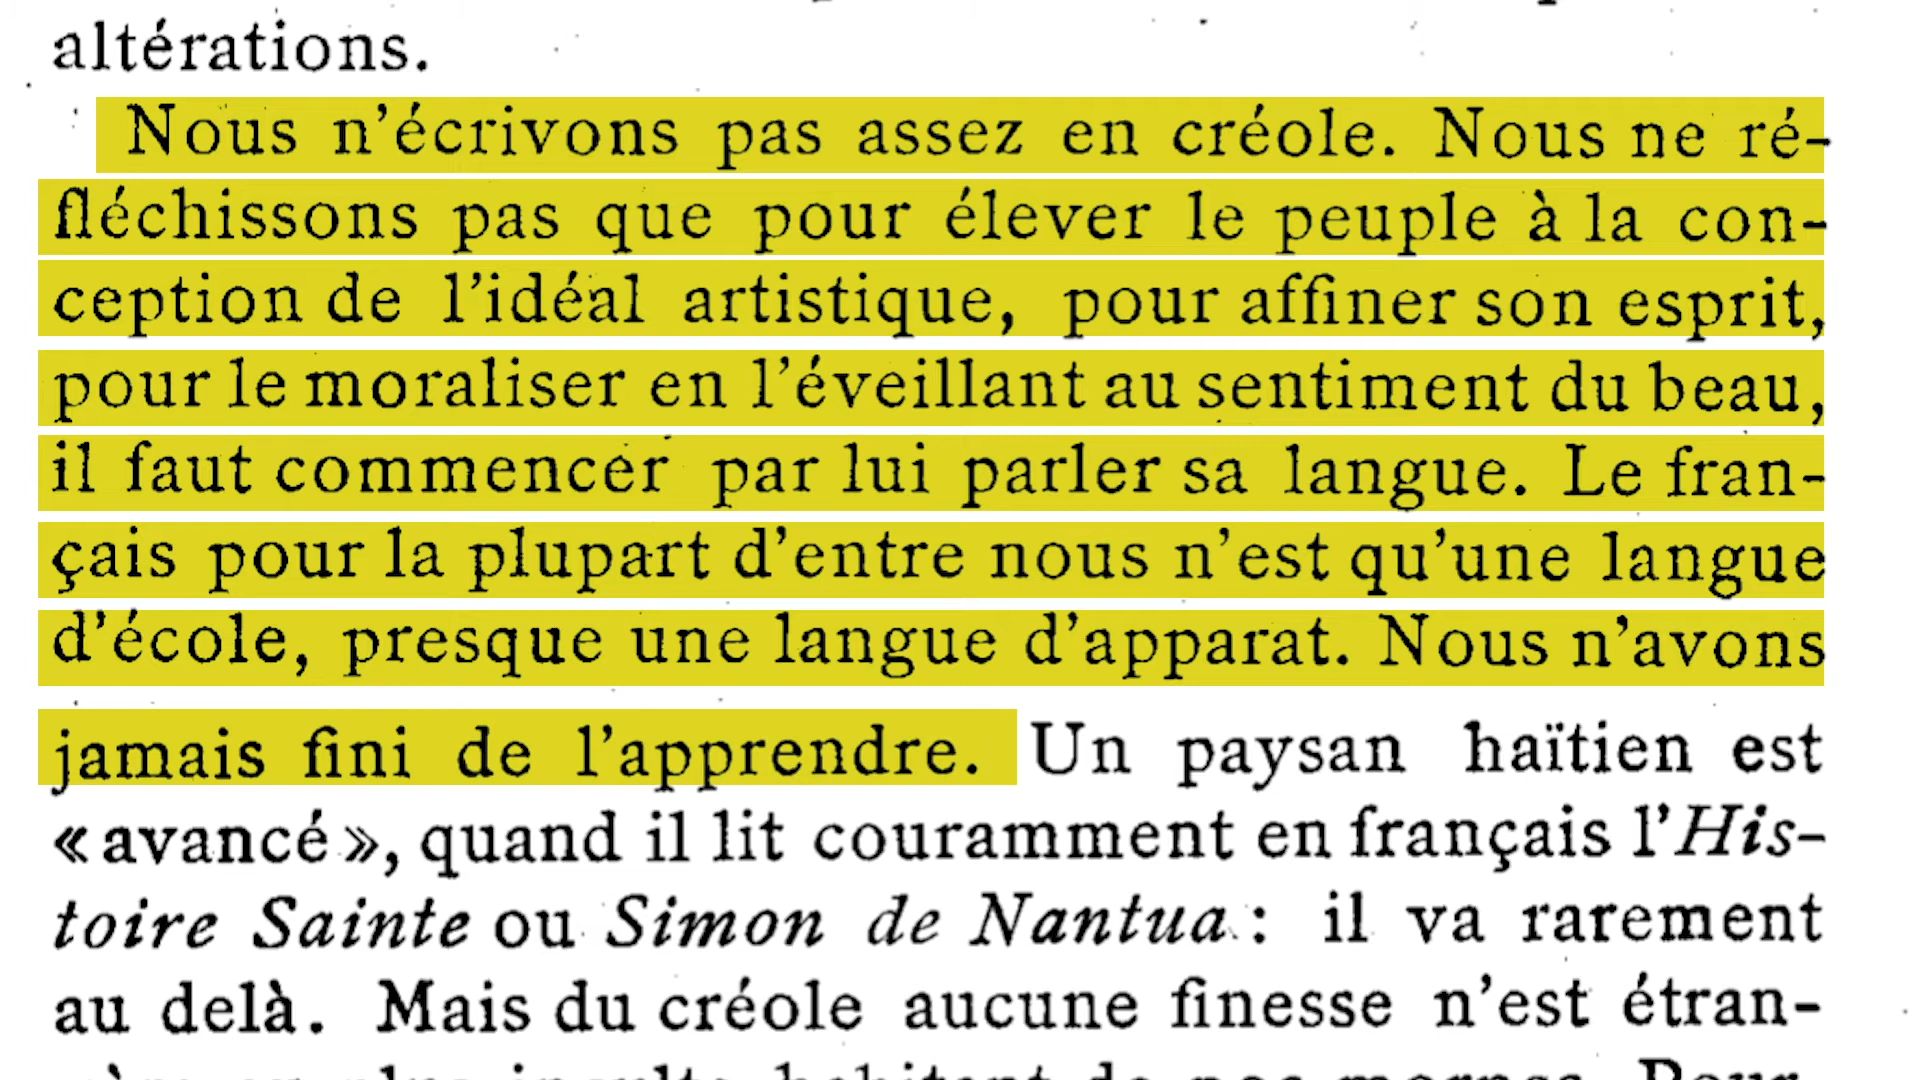 altérations.
Nous n'écrivons pas assez en créole. Nous ne ré-
fléchissons pas que pour élever le peuple à la con-
ception de l'idéal artistique, pour affiner son esprit,
pour le moraliser en l'éveillant au sentiment du beau,
il faut commencer par lui parler sa langue. Le fran-
çais pour la plupart d'entre nous n'est qu'une langue
d'école, presque une langue d'apparat. Nous n'avons
jamais fini de l'apprendre. Un paysan haïtien est
« avancé », quand il lit couramment en français l'His-
toire Sainte ou Simon de Nantua : il va rarement
au delà. Mais du créole aucune finesse n'est étran-